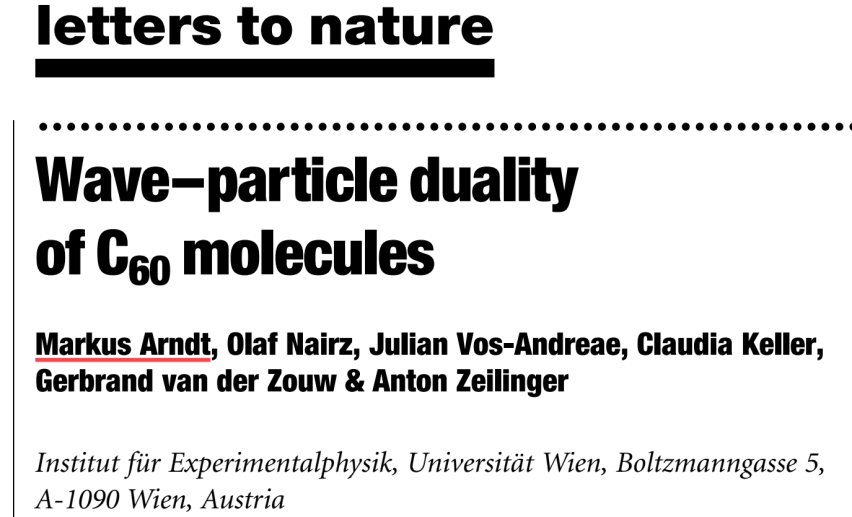 letters to nature
Wave–particle duality
of C₆₀ molecules
Markus Arndt, Olaf Nairz, Julian Vos-Andreae, Claudia Keller,
Gerbrand van der Zouw & Anton Zeilinger
Institut für Experimentalphysik, Universität Wien, Boltzmanngasse 5,
A-1090 Wien, Austria